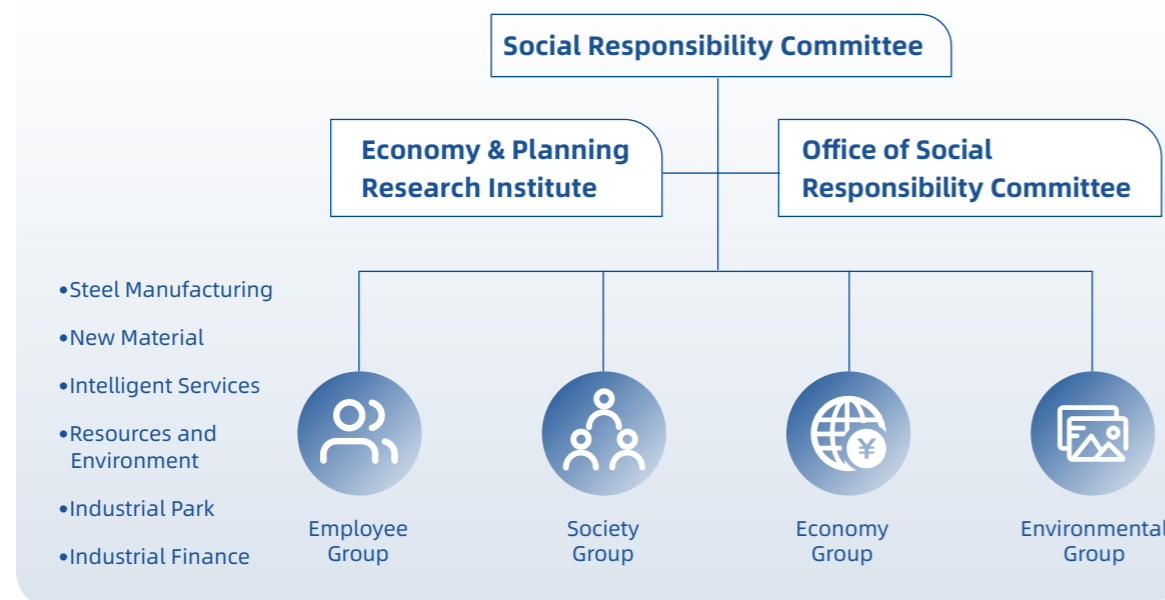 Social Responsibility Committee
Economy & Planning
Research Institute
Office of Social
Responsibility Committee
•Steel Manufacturing
•New Material
•Intelligent Services
•Resources and
Environment
•Industrial Park
•Industrial Finance
¥
Employee
Group
Society
Group
Economy
Group
Environmental
Group